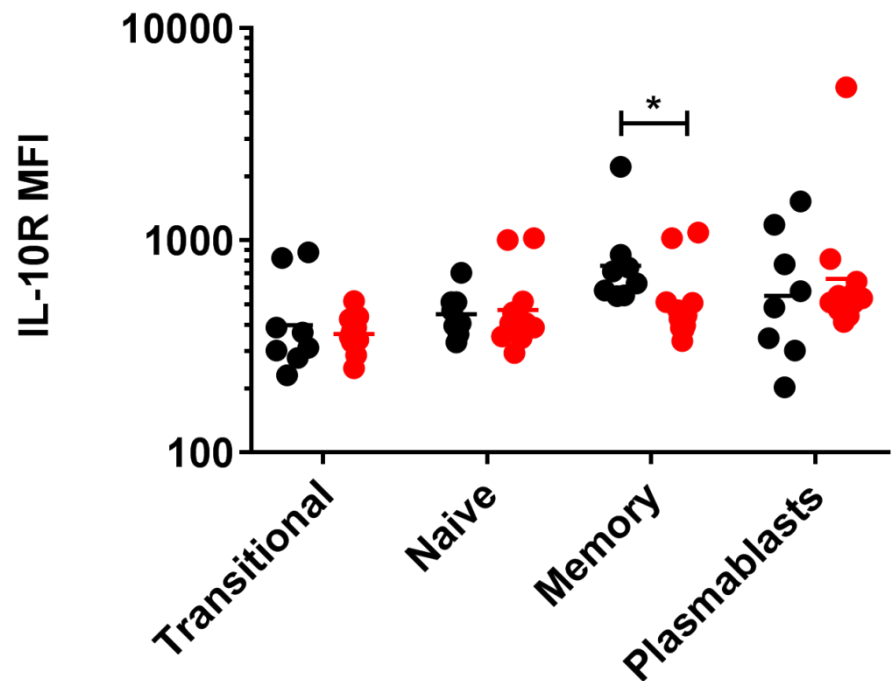 IL-10R MFI
10000
1000
100
*
Transitional
Naive
Memory
Plasmablasts